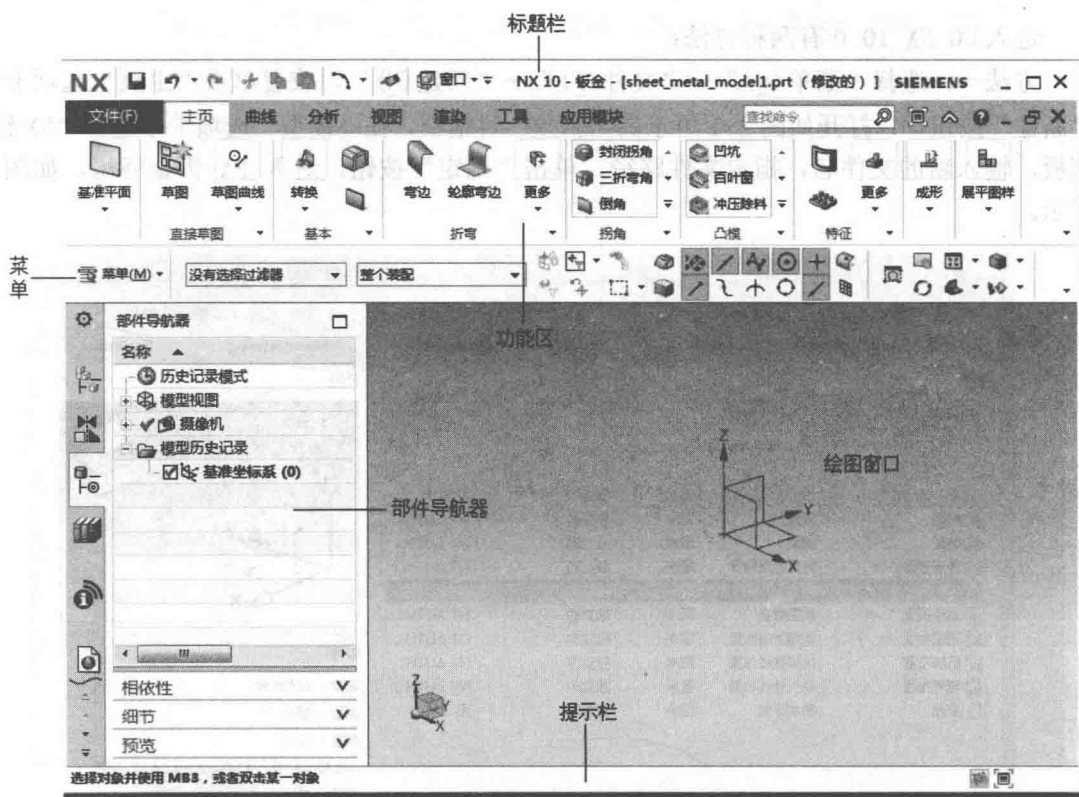 标题栏
NX 窗口 NX 10 - 钣金 - [sheet_metal_model1.prt (修改的) ] SIEMENS
文件(F) 主页 曲线 分析 视图 渲染 工具 应用模块 查找命令
封闭拐角 凹坑
三折弯角 百叶窗
基准平面 草图 草图曲线 转换 弯边 轮廓弯边 更多 倒角 冲压除料 更多 成形 展平图样
直接草图 基本 折弯 拐角 凸模 特征
菜单
菜单(M) 没有选择过滤器 整个装配
部件导航器
功能区
名称
历史记录模式
模型视图
摄像机
模型历史记录
基准坐标系 (0)
Z
Y
X
绘图窗口
部件导航器
相依性
细节
预览
Z
Y
X
提示栏
选择对象并使用 MB3，或者双击某一对象